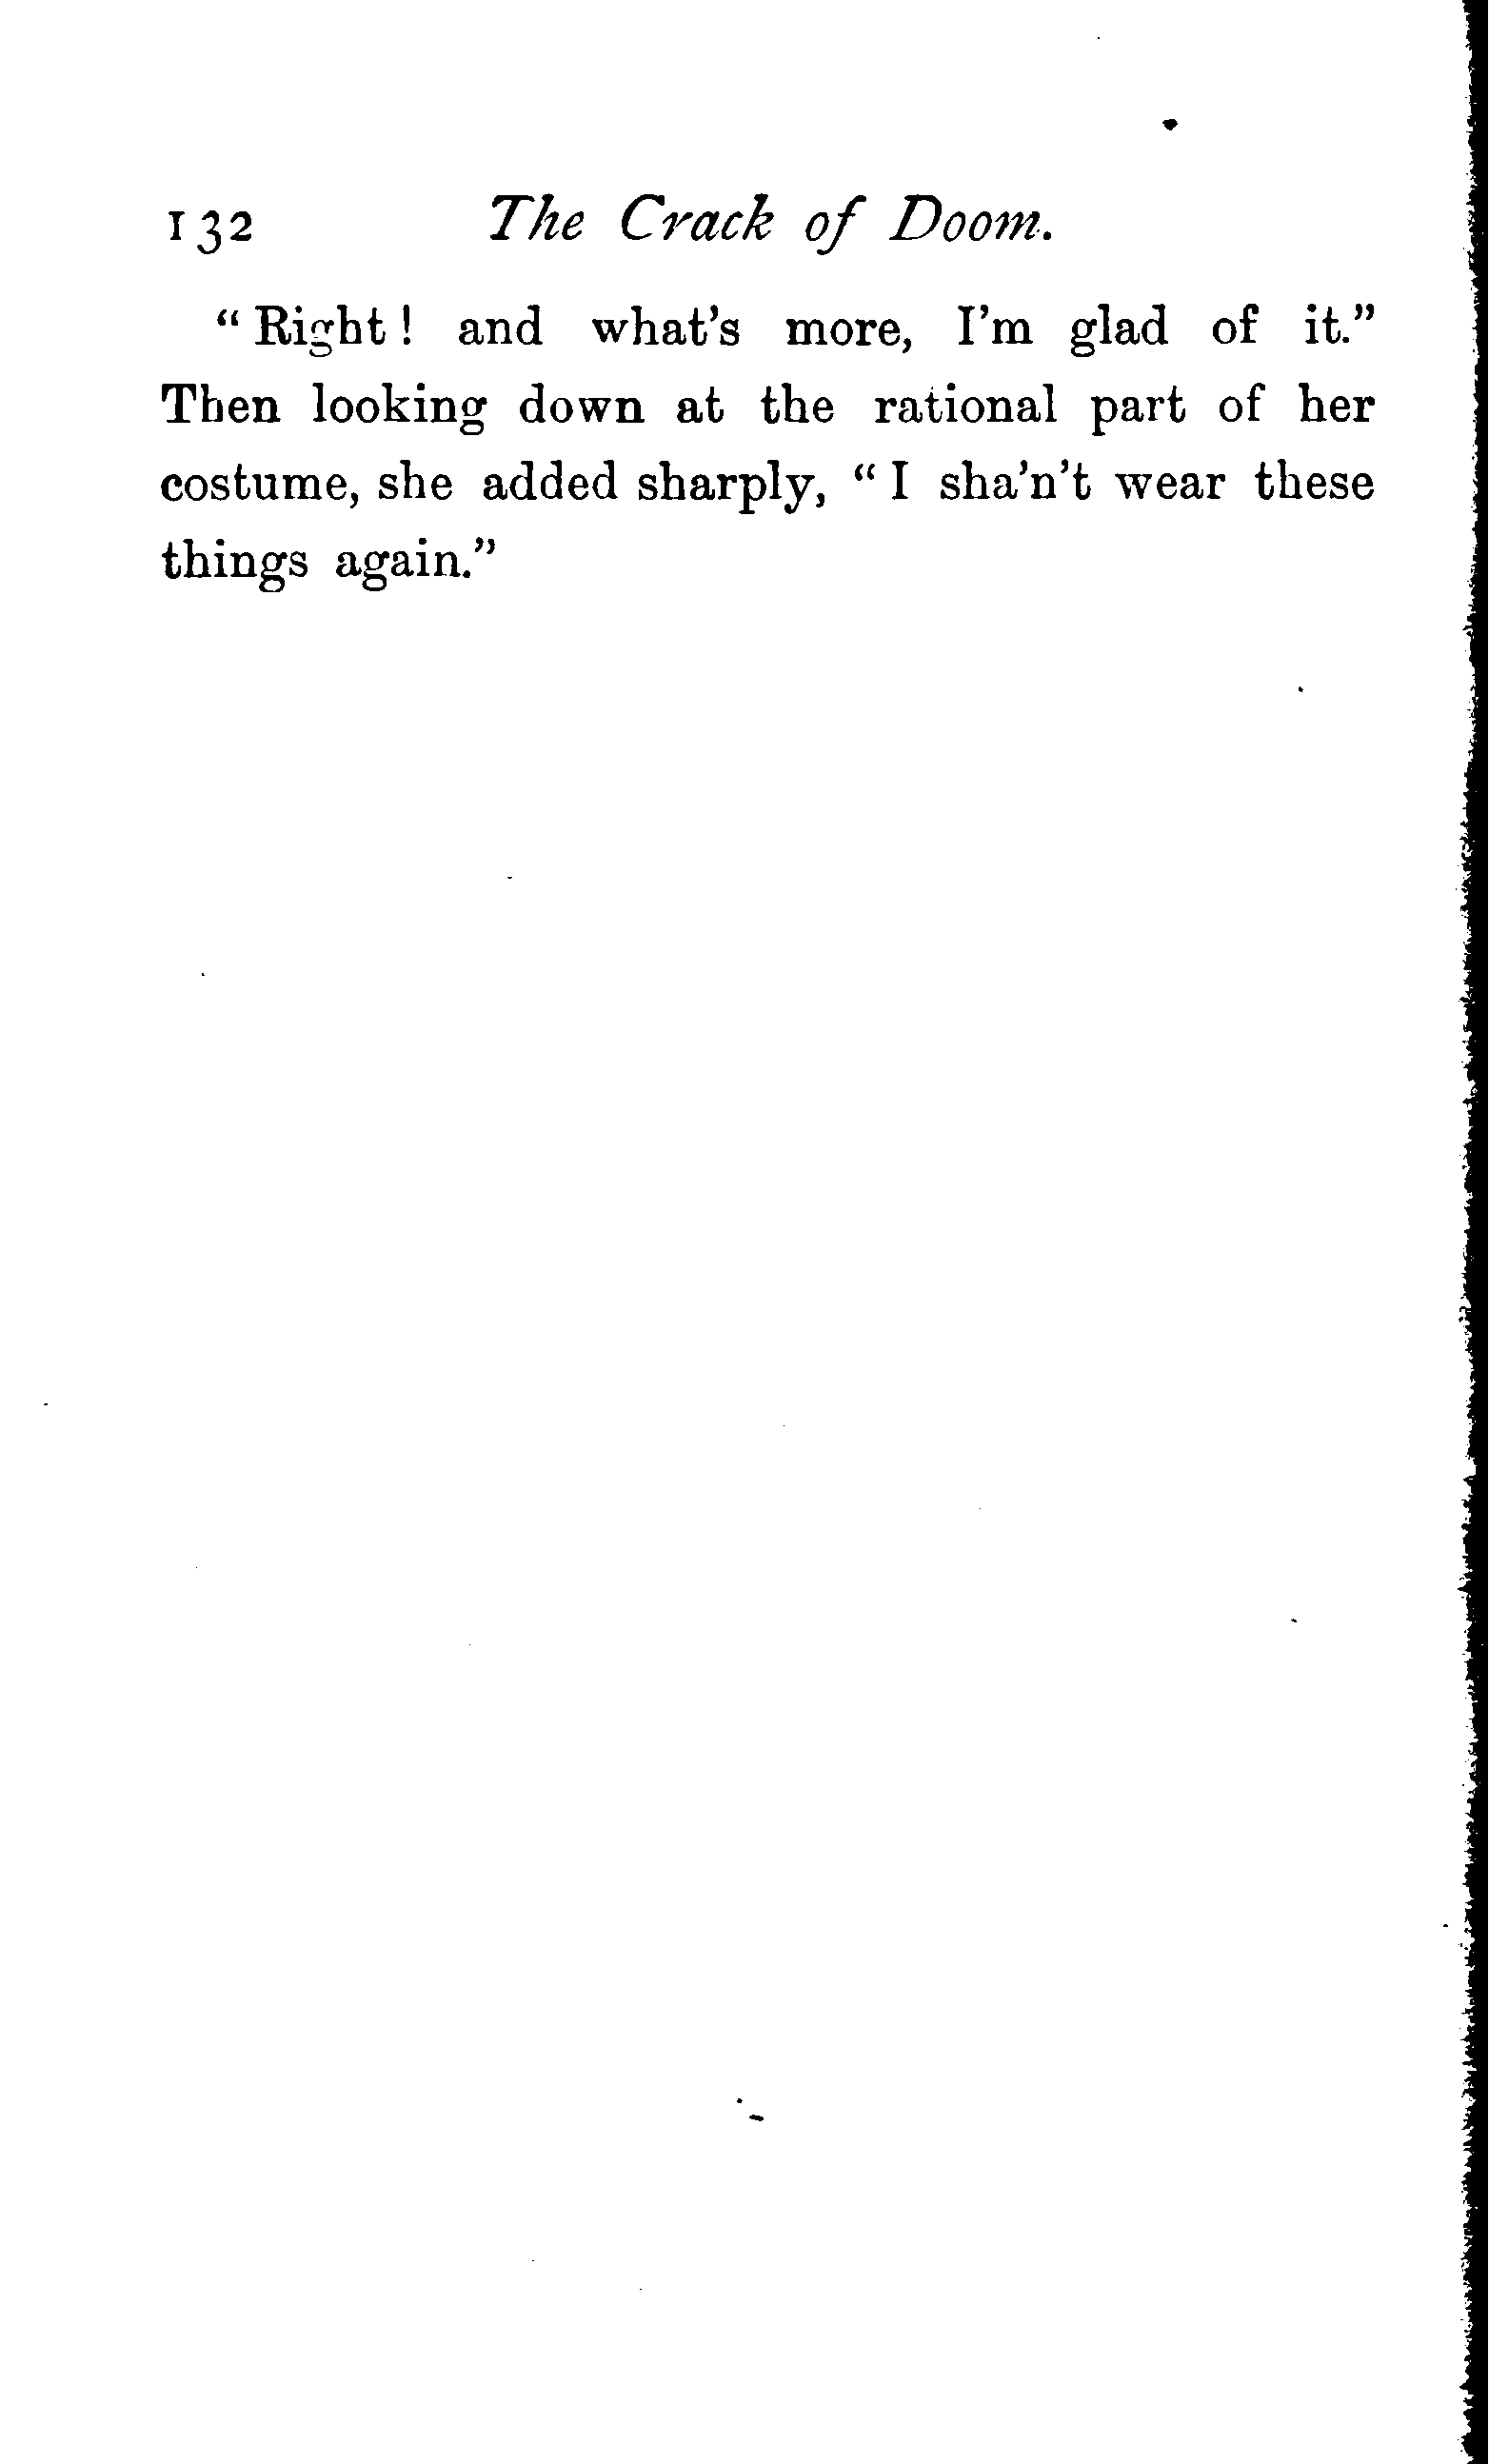 132 The Crack of Doom.
“Right! and what's more, I'm glad of it.”
Then looking down at the rational part of her
costume, she added sharply, “I sha'n't wear these
things again.”